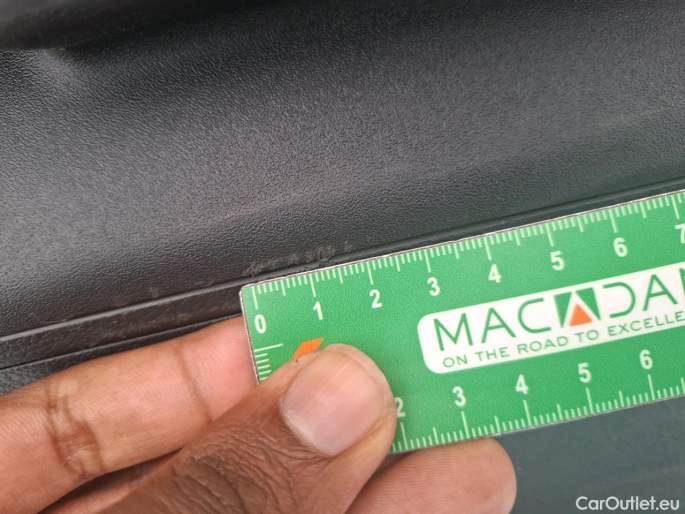 0 1 2 3 4 5 6 7
MACADA
ON THE ROAD TO EXCELLE
2 3 4 5 6
CarOutlet.eu